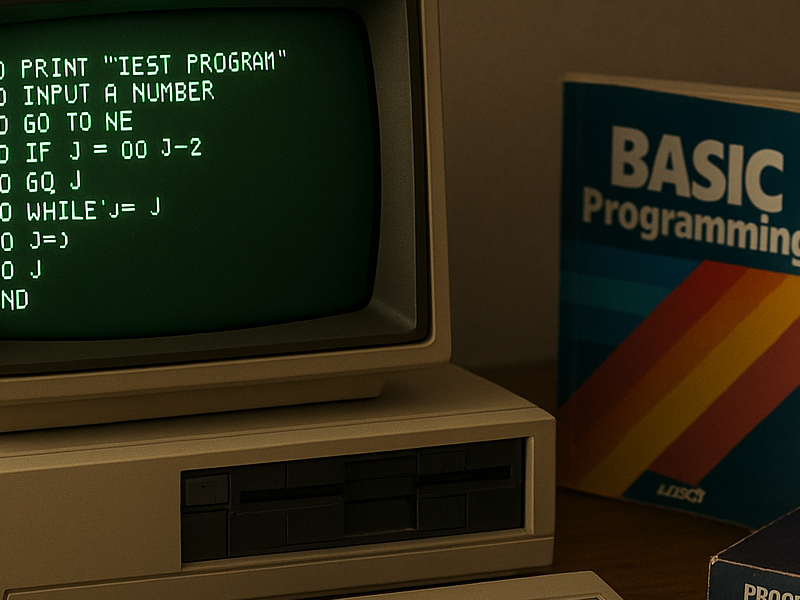 O PRINT "'IEST PROGRAM"
O INPUT A NUMBER
O GO TO NE
O IF J = OO J-2
O GQ J
O WHILE'J= J
O J=)
O J
ND
BASIC
Programming